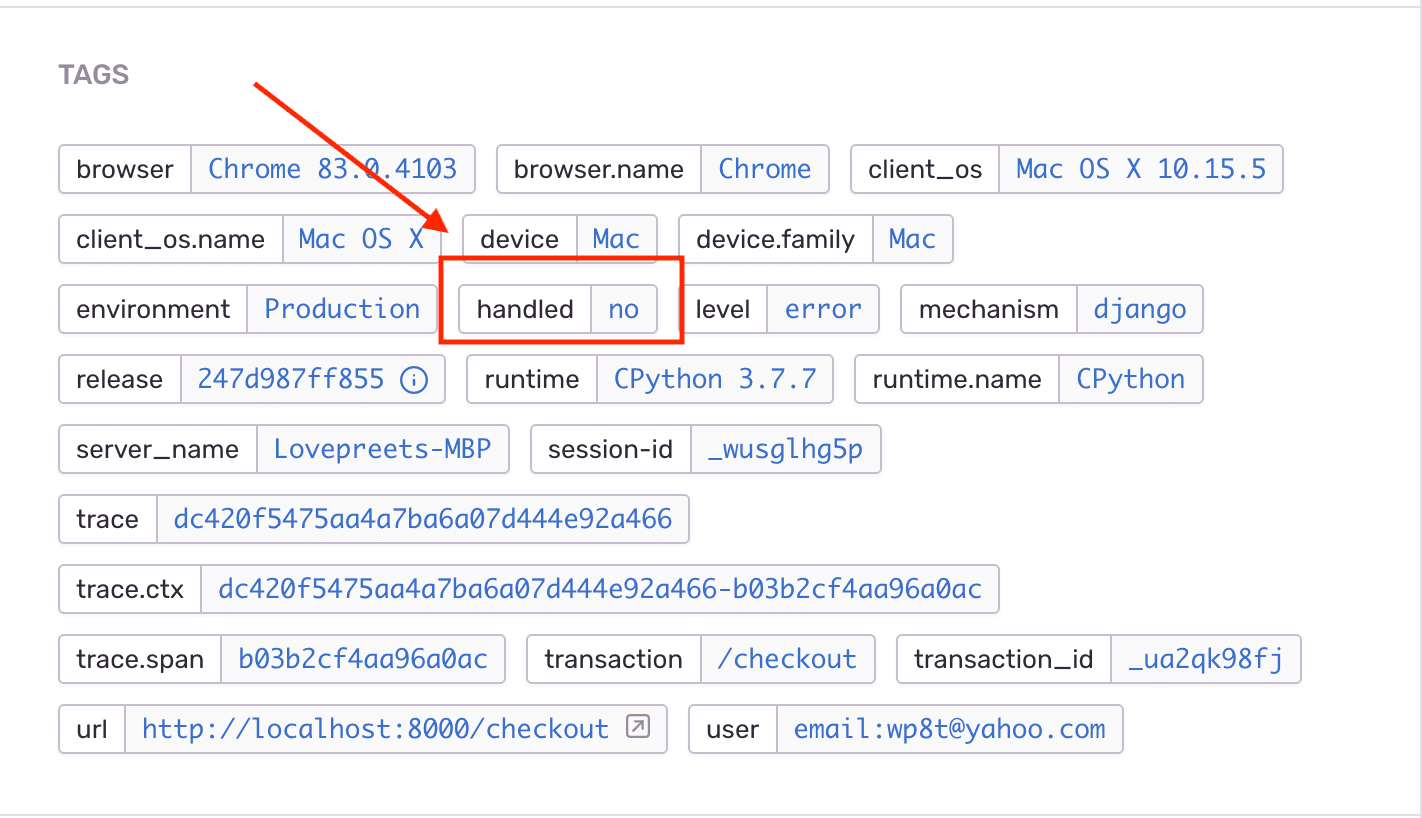 TAGS
browser Chrome 83.0.4103 browser.name Chrome client_os Mac OS X 10.15.5
client_os.name Mac OS X device Mac device.family Mac
environment Production handled no level error mechanism django
release 247d987ff855 runtime CPython 3.7.7 runtime.name CPython
server_name Lovepreets-MBP session-id _wusglhg5p
trace dc420f5475aa4a7ba6a07d444e92a466
trace.ctx dc420f5475aa4a7ba6a07d444e92a466-b03b2cf4aa96a0ac
trace.span b03b2cf4aa96a0ac transaction /checkout transaction_id _ua2qk98fj
url http://localhost:8000/checkout user email:wp8t@yahoo.com